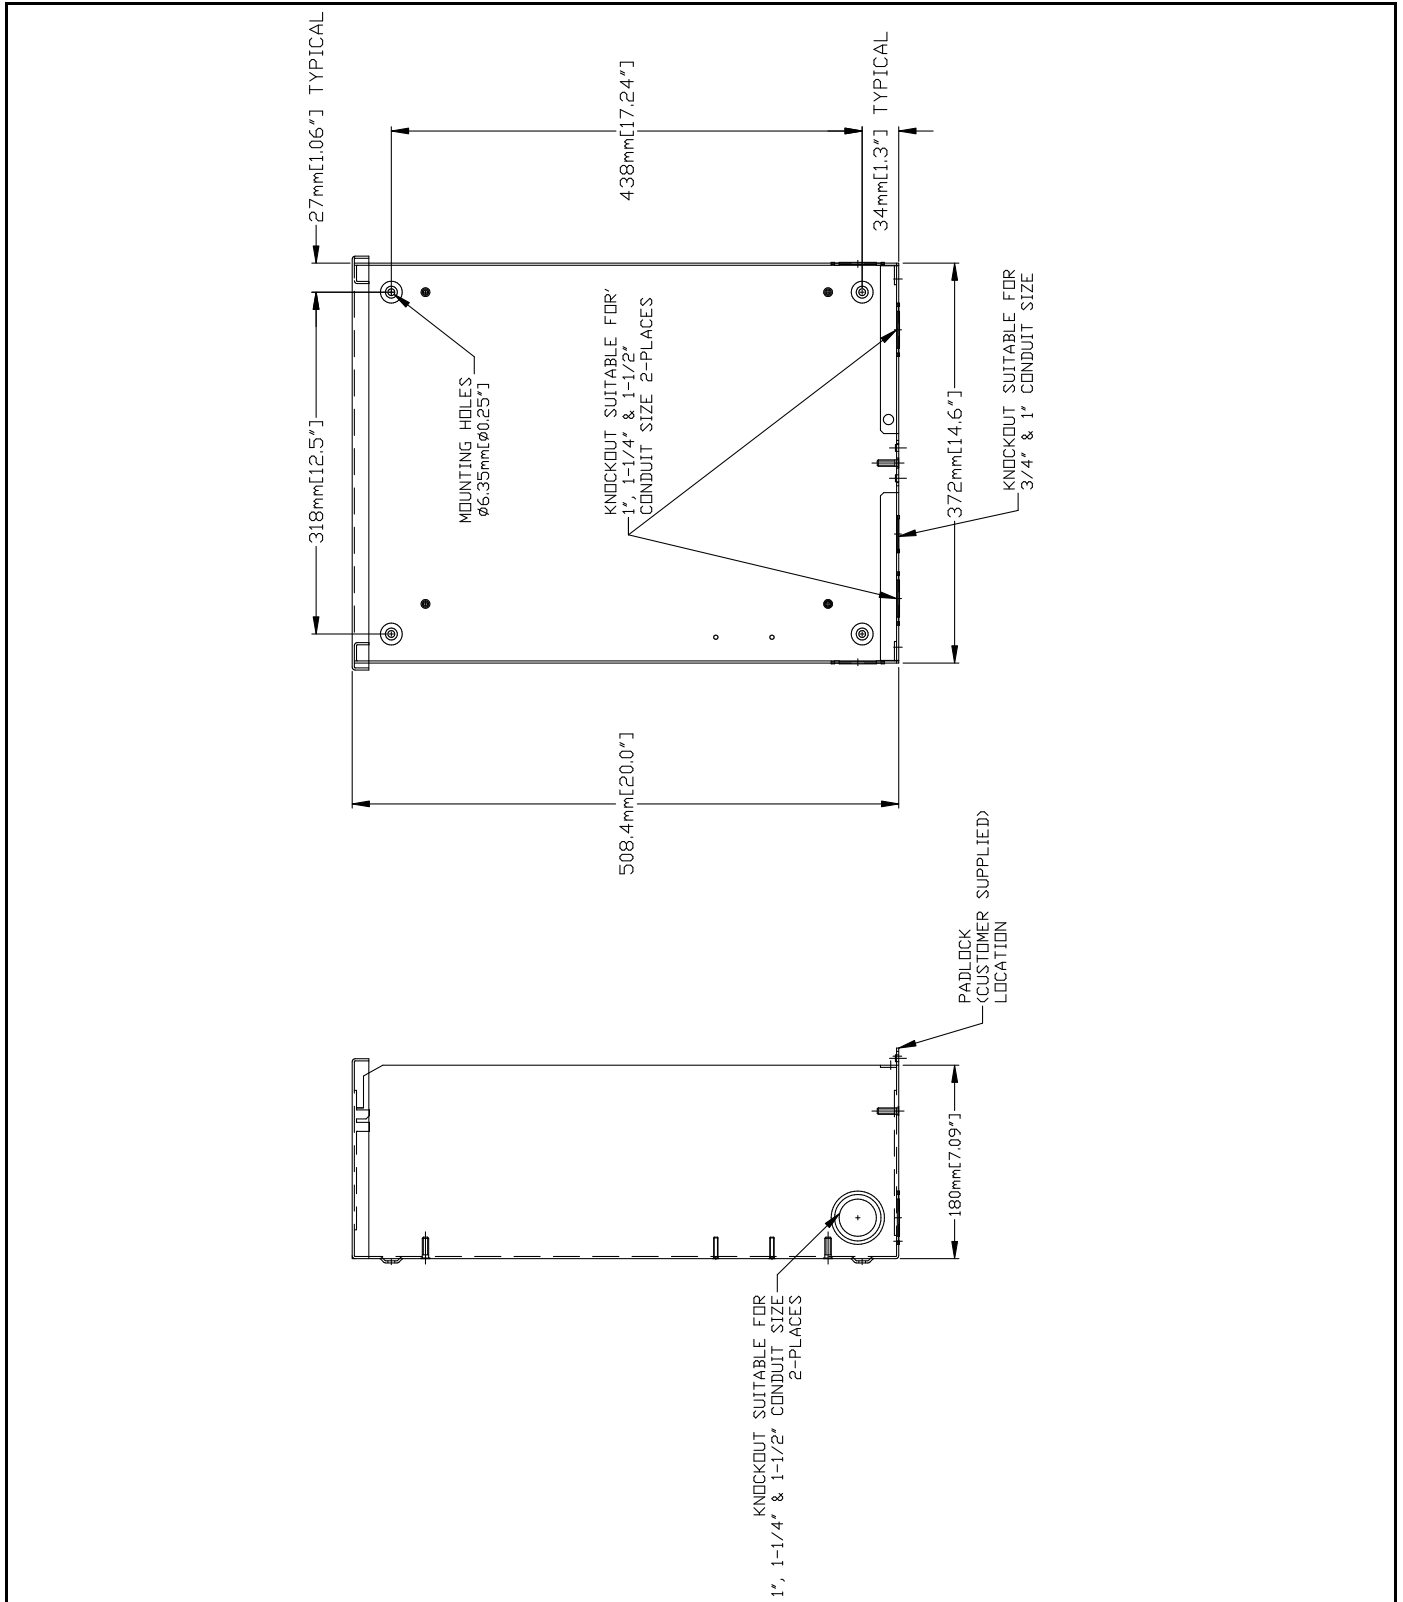 27mm[1.06"] TYPICAL
318mm[12.5"]
MOUNTING HOLES
ø6.35mm[ø0.25"]
438mm[17.24"]
34mm[1.3"] TYPICAL
KNOCKOUT SUITABLE FOR'
1", 1-1/4" & 1-1/2"
CONDUIT SIZE 2-PLACES
372mm[14.6"]
KNOCKOUT SUITABLE FOR
3/4" & 1" CONDUIT SIZE
508.4mm[20.0"]
PADLOCK
(CUSTOMER SUPPLIED)
LOCATION
180mm[7.09"]
KNOCKOUT SUITABLE FOR
1", 1-1/4" & 1-1/2" CONDUIT SIZE
2-PLACES